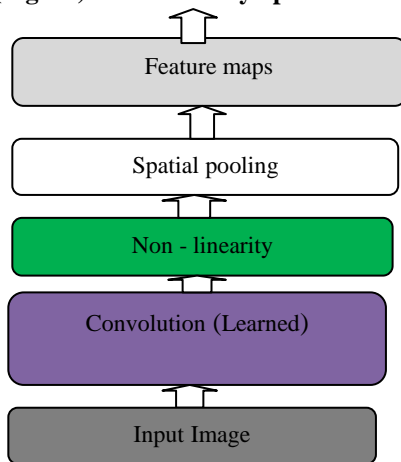 Feature maps
Spatial pooling
Non - linearity
Convolution (Learned)
Input Image